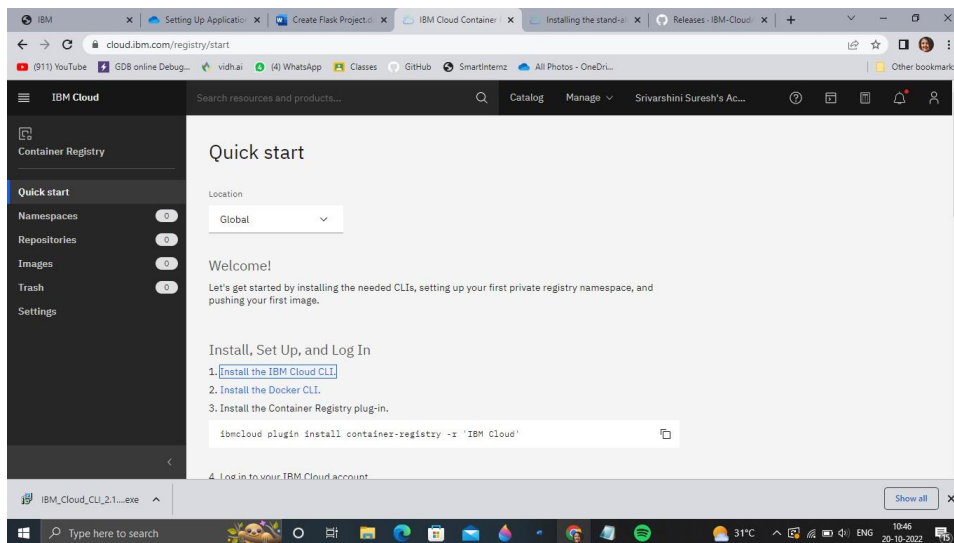 IBM
Setting Up Application
Create Flask Project.d
IBM Cloud Container
Installing the stand-al
Releases · IBM-Cloud/
cloud.ibm.com/registry/start
(911) YouTube
GDB online Debug...
vidh.ai
(4) WhatsApp
Classes
GitHub
SmartInternz
All Photos - OneDri...
Other bookmark
IBM Cloud
Search resources and products...
Catalog
Manage
Srivarshini Suresh's Ac...
Container Registry
Quick start
Namespaces 0
Repositories 0
Images 0
Trash 0
Settings
Quick start
Location
Global
Welcome!
Let's get started by installing the needed CLIs, setting up your first private registry namespace, and
pushing your first image.
Install, Set Up, and Log In
1. Install the IBM Cloud CLI.
2. Install the Docker CLI.
3. Install the Container Registry plug-in.
ibmcloud plugin install container-registry -r 'IBM Cloud'
4. Log in to your IBM Cloud account
IBM_Cloud_CLI_2.1....exe
Show all
Type here to search
31°C
ENG
10:46
20-10-2022